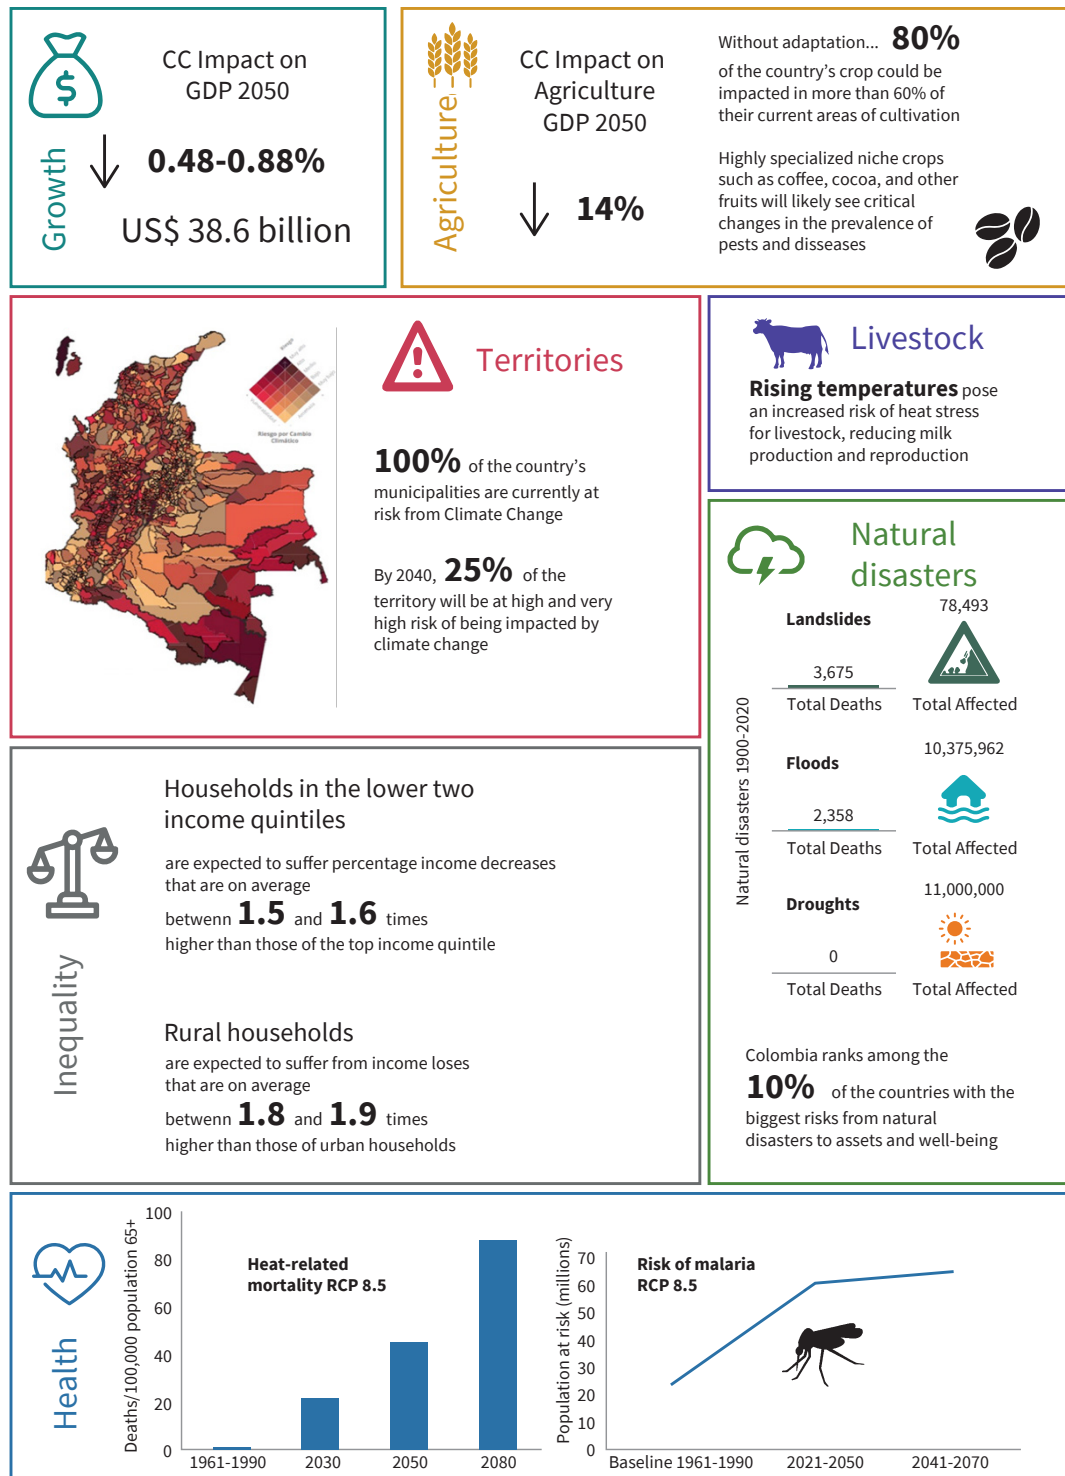 CC Impact on
GDP 2050
0.48-0.88%
US$ 38.6 billion
Growth
CC Impact on
Agriculture
GDP 2050
14%
Agriculture
Without adaptation... 80%
of the country's crop could be
impacted in more than 60% of
their current areas of cultivation
Highly specialized niche crops
such as coffee, cocoa, and other
fruits will likely see critical
changes in the prevalence of
pests and disseases
Riesgo
Riesgo por Cambio
Climático
Territories
100% of the country's
municipalities are currently at
risk from Climate Change
By 2040, 25% of the
territory will be at high and very
high risk of being impacted by
climate change
Livestock
Rising temperatures pose
an increased risk of heat stress
for livestock, reducing milk
production and reproduction
Natural
disasters
Natural disasters 1900-2020
Landslides
78,493
3,675
Total Deaths
Total Affected
Floods
10,375,962
2,358
Total Deaths
Total Affected
Droughts
11,000,000
0
Total Deaths
Total Affected
Colombia ranks among the
10% of the countries with the
biggest risks from natural
disasters to assets and well-being
Inequality
Households in the lower two
income quintiles
are expected to suffer percentage income decreases
that are on average
betwenn 1.5 and 1.6 times
higher than those of the top income quintile
Rural households
are expected to suffer from income loses
that are on average
betwenn 1.8 and 1.9 times
higher than those of urban households
Health
Deaths/100,000 population 65+
100
80
60
40
20
0
Heat-related
mortality RCP 8.5
1961-1990 2030 2050 2080
Population at risk (millions)
70
60
50
40
30
20
10
0
Risk of malaria
RCP 8.5
Baseline 1961-1990 2021-2050 2041-2070